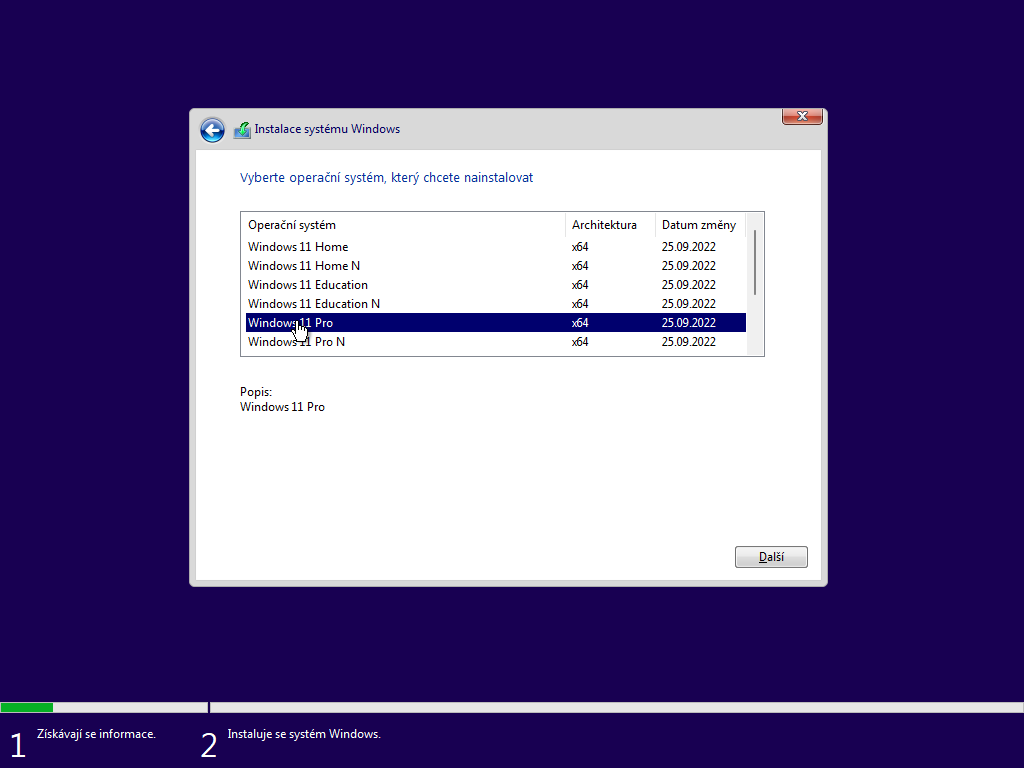 Instalace systému Windows
Vyberte operační systém, který chcete nainstalovat
Operační systém Architektura Datum změny
Windows 11 Home x64 25.09.2022
Windows 11 Home N x64 25.09.2022
Windows 11 Education x64 25.09.2022
Windows 11 Education N x64 25.09.2022
Windows 11 Pro x64 25.09.2022
Windows 11 Pro N x64 25.09.2022
Popis:
Windows 11 Pro
Další
1 Získávají se informace. 2 Instaluje se systém Windows.